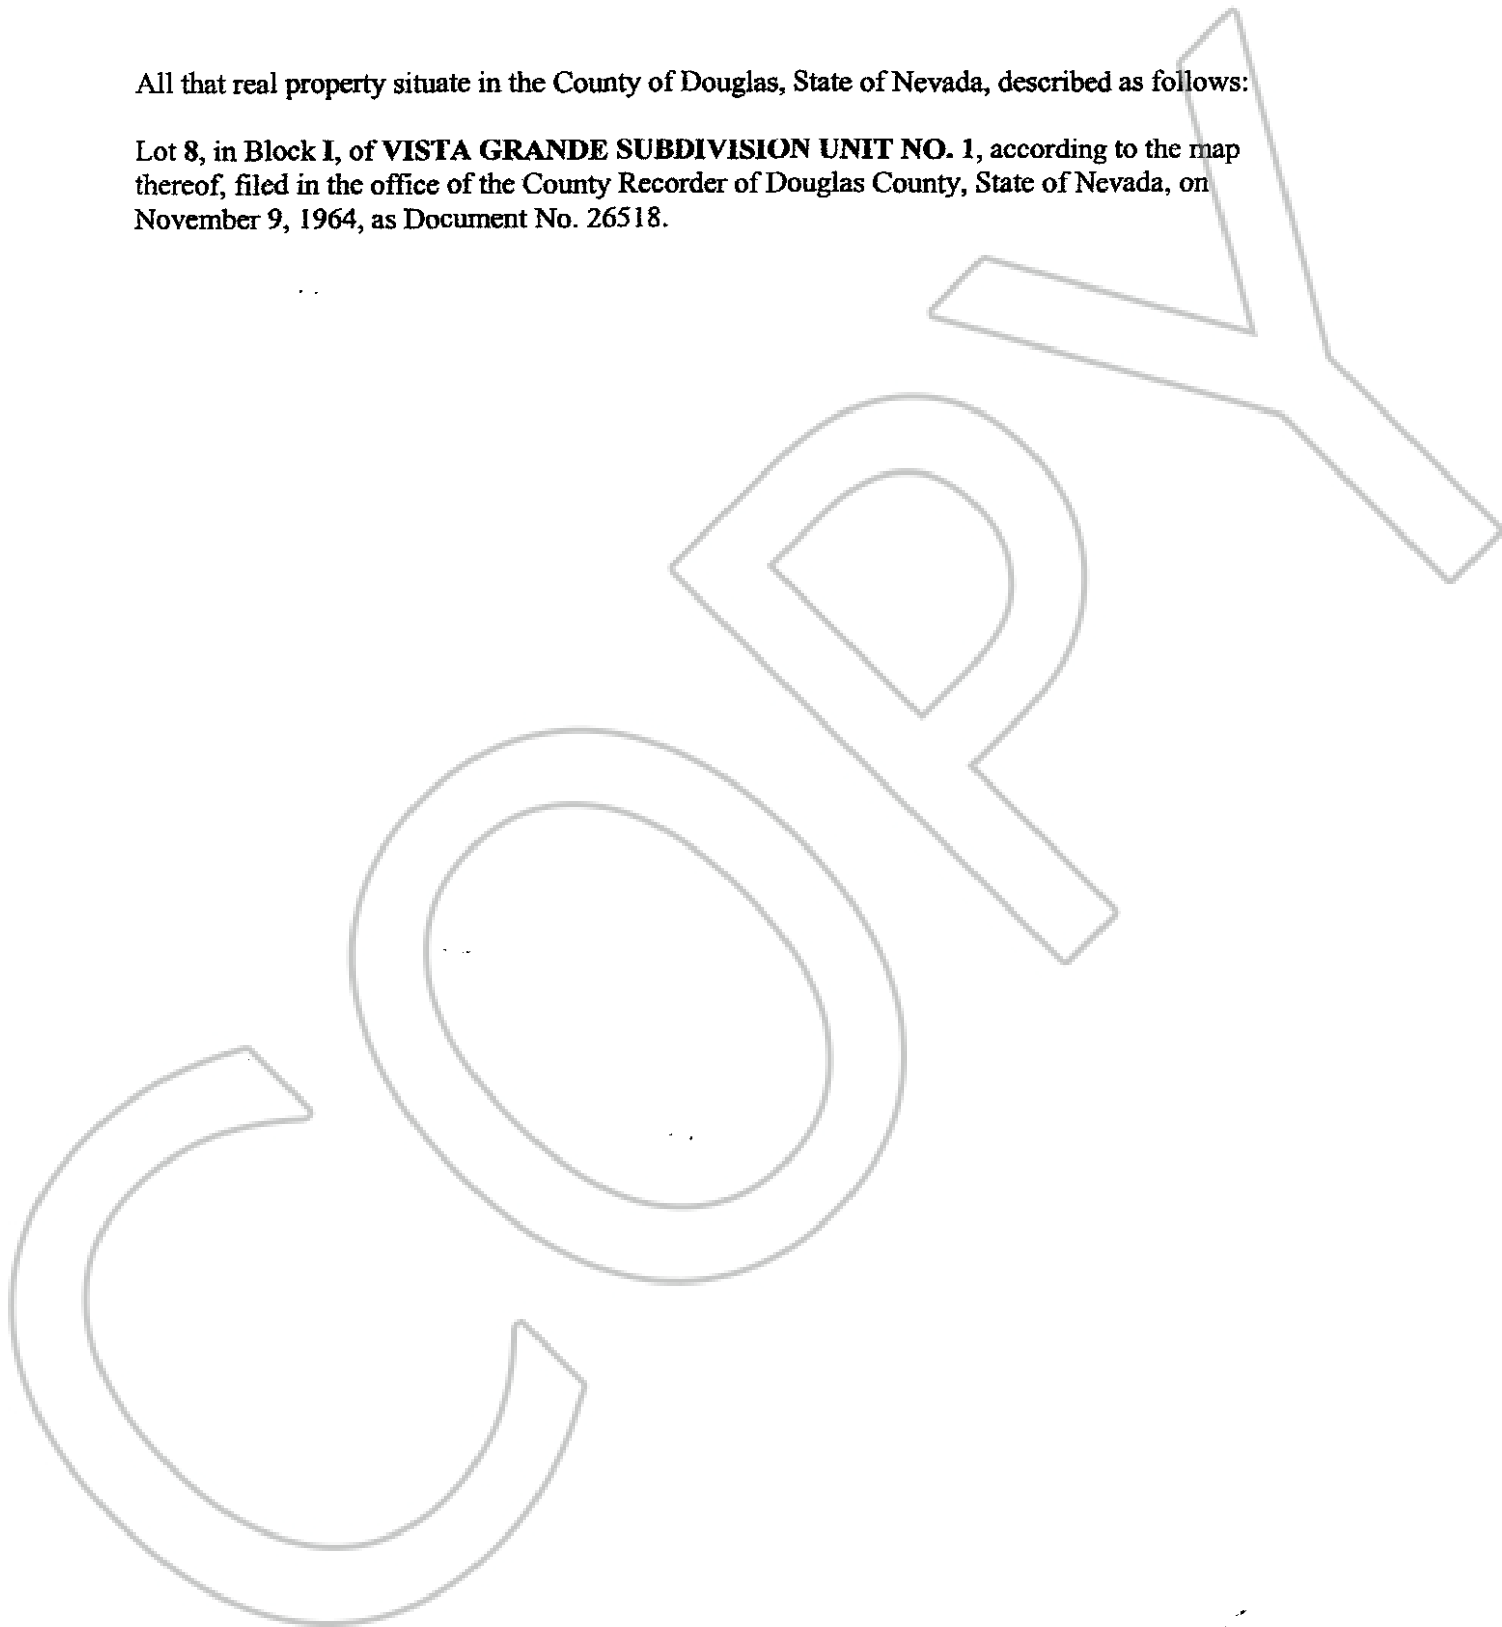 All that real property situate in the County of Douglas, State of Nevada, described as follows:
Lot 8, in Block I, of VISTA GRANDE SUBDIVISION UNIT NO. 1, according to the map
thereof, filed in the office of the County Recorder of Douglas County, State of Nevada, on
November 9, 1964, as Document No. 26518.
COPY